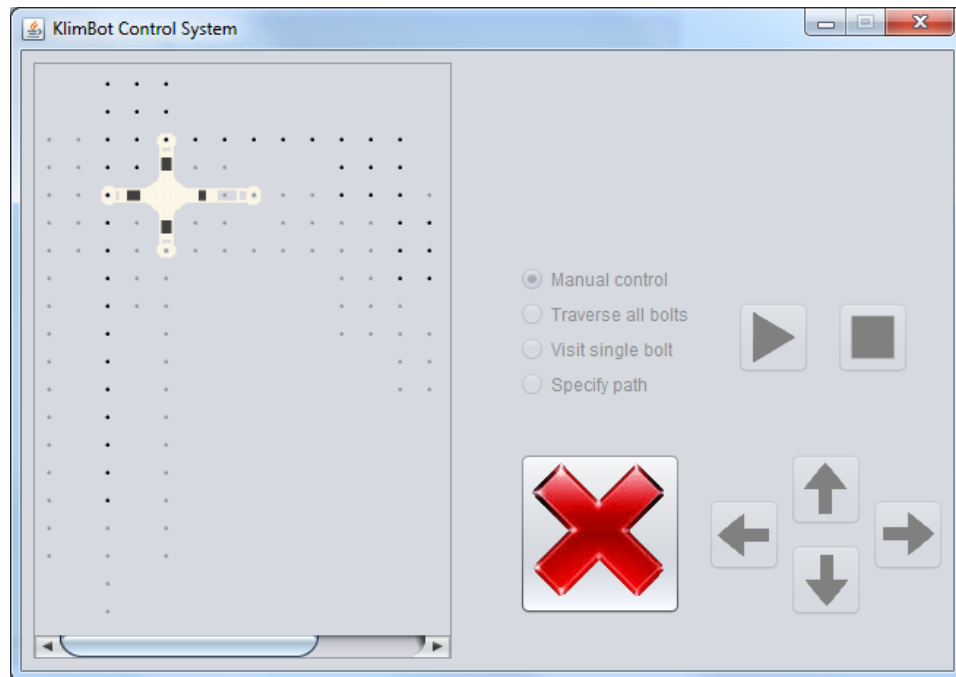 KlimBot Control System
Manual control
Traverse all bolts
Visit single bolt
Specify path